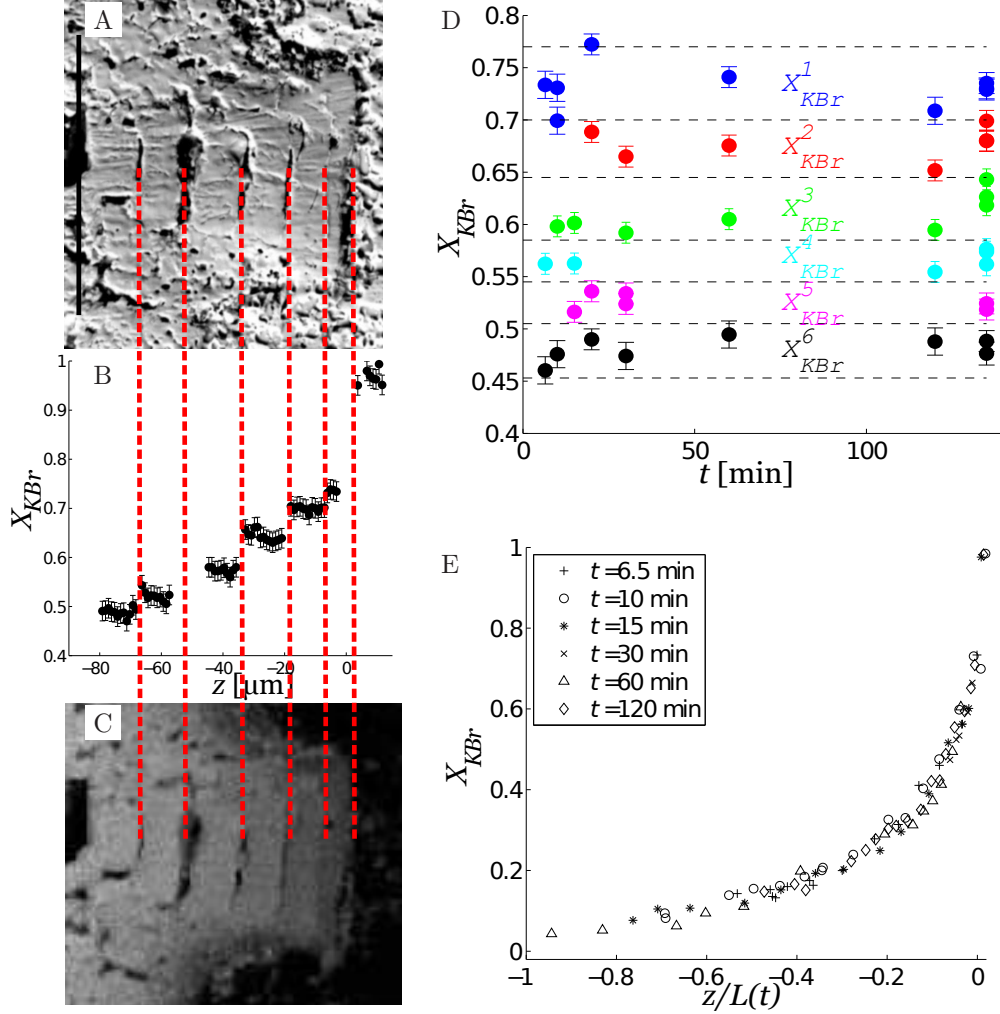 A
B
1
0.9
0.8
0.7
0.6
0.5
0.4
X_KBr
−80
−60
−40
−20
0
z [μm]
C
D
0.8
0.75
0.7
0.65
0.6
0.55
0.5
0.45
0.4
X_KBr
X^1_KBr
X^2_KBr
X^3_KBr
X^4_KBr
X^5_KBr
X^6_KBr
0
50
100
t [min]
E
1
0.8
0.6
0.4
0.2
0
X_KBr
t=6.5 min
t=10 min
t=15 min
t=30 min
t=60 min
t=120 min
−1
−0.8
−0.6
−0.4
−0.2
0
z/L(t)